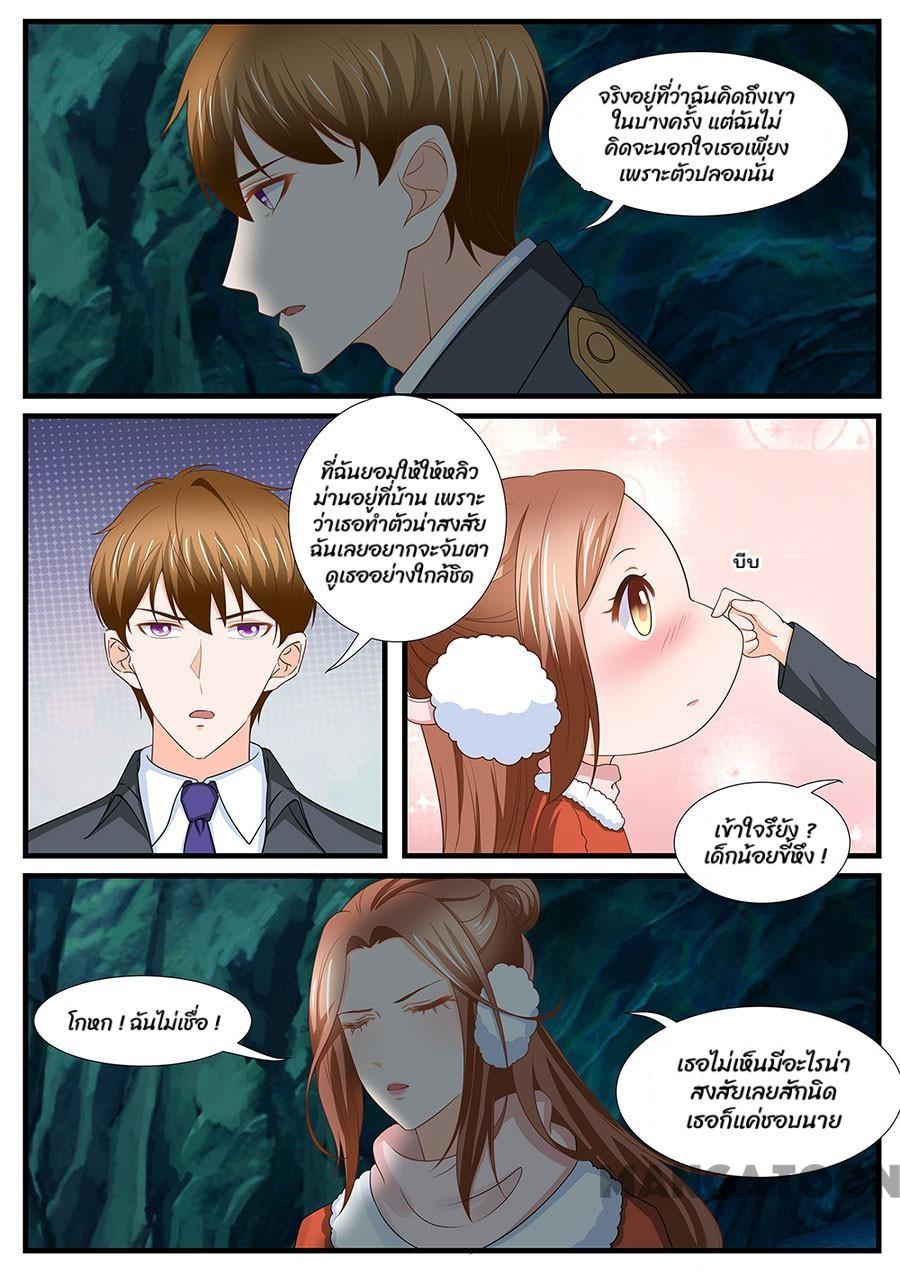 จริงอยู่ที่ว่าฉันคิดถึงเขา
ในบางครั้ง แต่ฉันไม่
คิดจะนอกใจเธอเพียง
เพราะตัวปลอมนั่น
ที่ฉันยอมให้ให้หลิว
ม่านอยู่ที่บ้าน เพราะ
ว่าเธอทำตัวน่าสงสัย
ฉันเลยอยากจะจับตา
ดูเธออย่างใกล้ชิด
บีบ
เข้าใจรึยัง ?
เด็กน้อยขี้หึง !
โกหก ! ฉันไม่เชื่อ !
เธอไม่เห็นมีอะไรน่า
สงสัยเลยสักนิด
เธอก็แค่ชอบนาย
MANGATOON